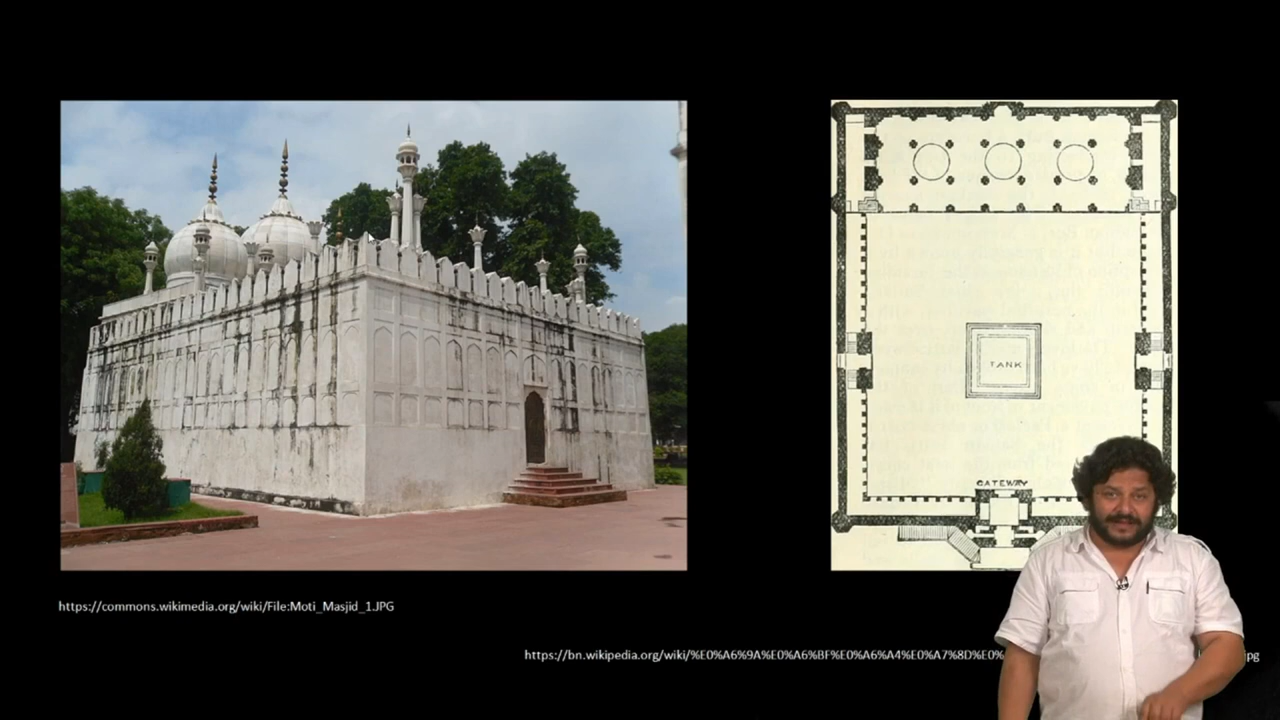 TANK
GATEWAY
https://commons.wikimedia.org/wiki/File:Moti_Masjid_1.JPG
https://bn.wikipedia.org/wiki/%E0%A6%9A%E0%A6%BF%E0%A6%A4%E0%A7%8D%E0%